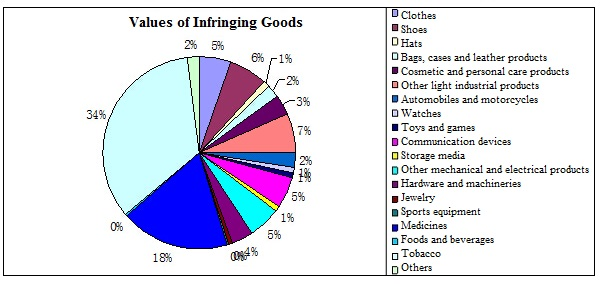 Values of Infringing Goods
5%
6%
1%
2%
3%
7%
2%
1%
1%
5%
1%
5%
4%
0%
0%
18%
0%
34%
2%
Clothes
Shoes
Hats
Bags, cases and leather products
Cosmetic and personal care products
Other light industrial products
Automobiles and motorcycles
Watches
Toys and games
Communication devices
Storage media
Other mechanical and electrical products
Hardware and machineries
Jewelry
Sports equipment
Medicines
Foods and beverages
Tobacco
Others